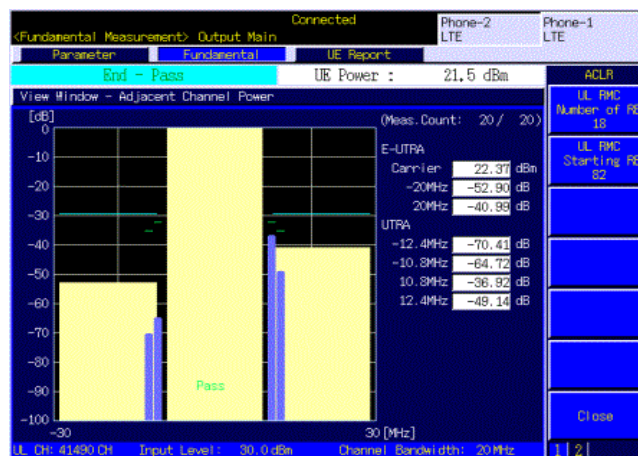 Connected
<Fundamental Measurement> Output Main
Phone-2
LTE
Phone-1
LTE
Parameter
Fundamental
UE Report
End - Pass
UE Power :
21.5 dBm
ACLR
View Window - Adjacent Channel Power
UL RMC
Number of RB
18
UL RMC
Starting RB
82
[dB]
(Meas.Count: 20/ 20)
0
-10
-20
-30
-40
-50
-60
-70
-80
-90
-100
E-UTRA
Carrier 22.37 dBm
-20MHz -52.90 dB
20MHz -40.99 dB
UTRA
-12.4MHz -70.41 dB
-10.8MHz -64.72 dB
10.8MHz -36.92 dB
12.4MHz -49.14 dB
Pass
-30
30 [MHz]
Close
UL CH: 41490 CH Input Level: 30.0 dBm Channel Bandwidth: 20 MHz
1 2